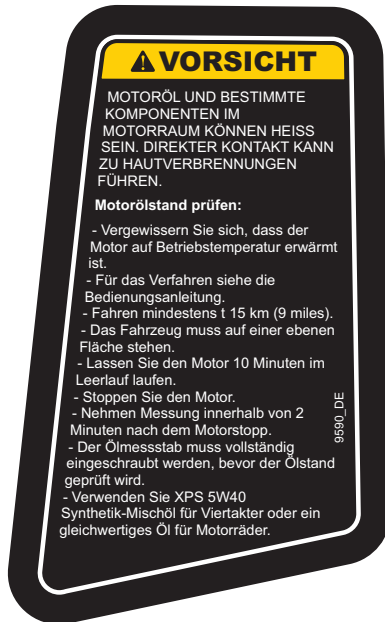 VORSICHT
MOTORÖL UND BESTIMMTE
KOMPONENTEN IM
MOTORRAUM KÖNNEN HEISS
SEIN. DIREKTER KONTAKT KANN
ZU HAUTVERBRENNUNGEN
FÜHREN.
Motorölstand prüfen:
- Vergewissern Sie sich, dass der
Motor auf Betriebstemperatur erwärmt
ist.
- Für das Verfahren siehe die
Bedienungsanleitung.
- Fahren mindestens t 15 km (9 miles).
- Das Fahrzeug muss auf einer ebenen
Fläche stehen.
- Lassen Sie den Motor 10 Minuten im
Leerlauf laufen.
- Stoppen Sie den Motor.
- Nehmen Messung innerhalb von 2
Minuten nach dem Motorstopp.
- Der Ölmessstab muss vollständig
eingeschraubt werden, bevor der Ölstand
geprüft wird.
- Verwenden Sie XPS 5W40
Synthetik-Mischöl für Viertakter oder ein
gleichwertiges Öl für Motorräder.
9590_DE